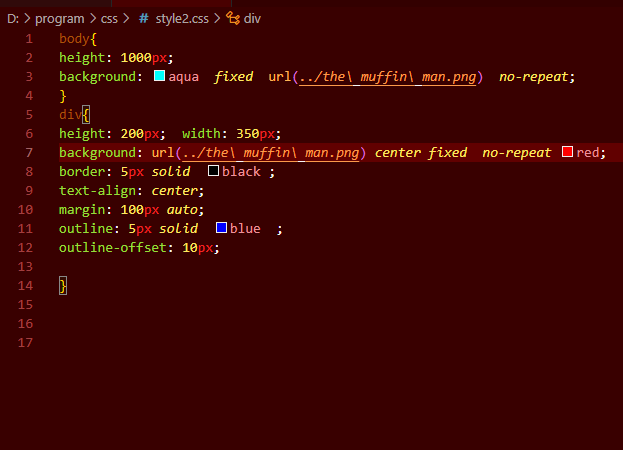 D: > program > css > # style2.css > div
1 body{
2 height: 1000px;
3 background: aqua fixed url(../the\ muffin\ man.png) no-repeat;
4 }
5 div{
6 height: 200px; width: 350px;
7 background: url(../the\ muffin\ man.png) center fixed no-repeat red;
8 border: 5px solid black ;
9 text-align: center;
10 margin: 100px auto;
11 outline: 5px solid blue ;
12 outline-offset: 10px;
13
14 }
15
16
17